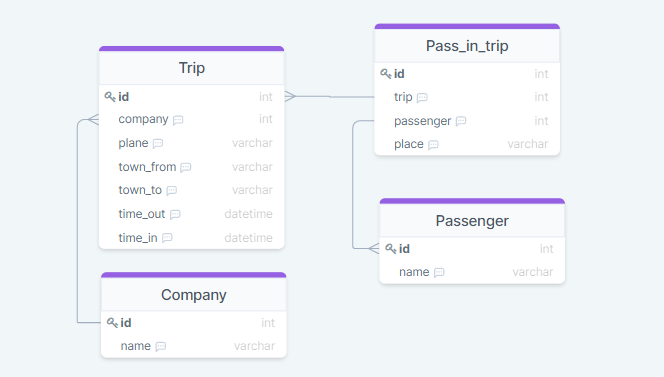 Trip
id int
company int
plane varchar
town_from varchar
town_to varchar
time_out datetime
time_in datetime
Company
id int
name varchar
Pass_in_trip
id int
trip int
passenger int
place varchar
Passenger
id int
name varchar